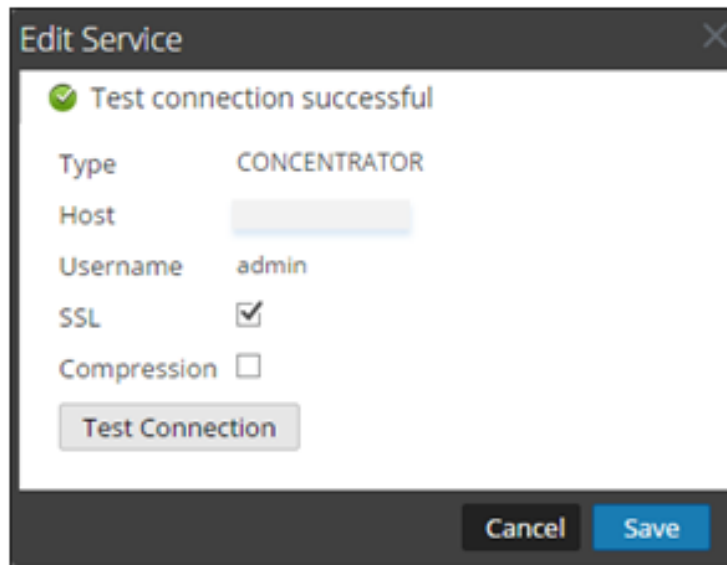 Edit Service
Test connection successful
Type CONCENTRATOR
Host
Username admin
SSL
Compression
Test Connection
Cancel Save